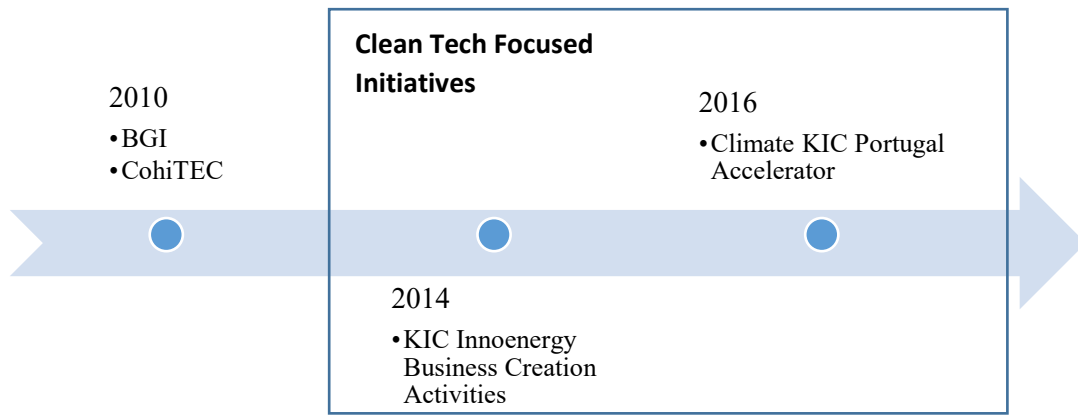 Clean Tech Focused
Initiatives
2010
•BGI
•CohiTEC
2016
•Climate KIC Portugal
Accelerator
2014
•KIC Innoenergy
Business Creation
Activities